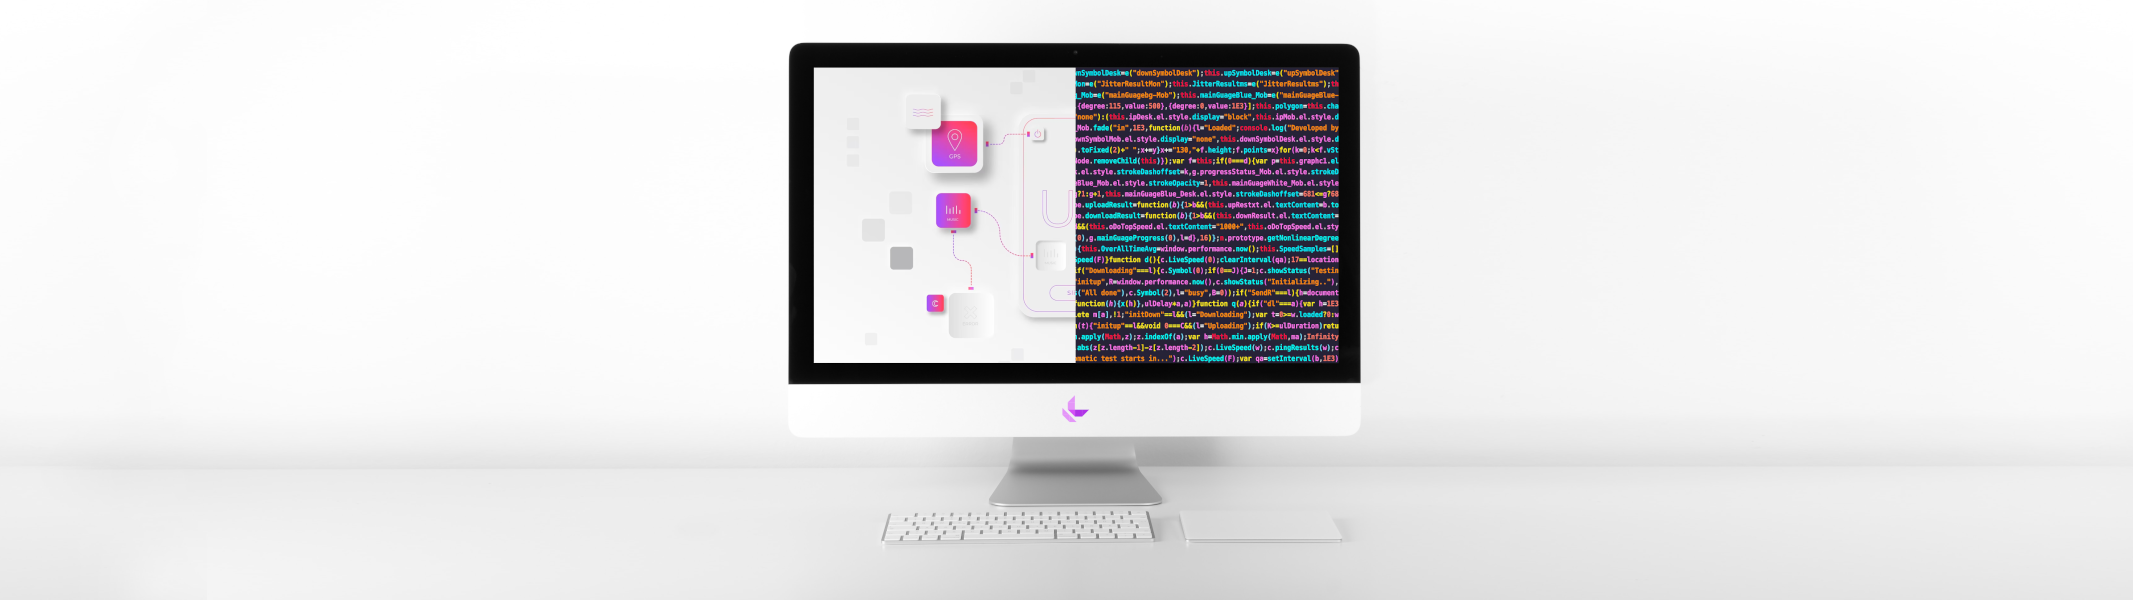 GPS
MUSIC
U
nSymbolDesk=e("downSymbolDesk");this.upSymbolDesk=e("upSymbolDesk"
Mon=e("JitterResultMon");this.JitterResultms=e("JitterResultms");th
g_Mob=e("mainGuagebg-Mob");this.mainGuageBlue_Mob=e("mainGuageBlue-
{degree:115,value:500},{degree:0,value:1E3}];this.polygon=this.cha
"none"):(this.ipDesk.el.style.display="block",this.ipMob.el.style.d
_Mob.fade("in",1E3,function(b){l="Loaded";console.log("Developed by
wnSymbolMob.el.style.display="none",this.downSymbolDesk.el.style.d
).toFixed(2)+" ";x+=y}x+="130,"+f.height;f.points=x}for(k=0;k<f.vSt
Node.removeChild(this)});var f=this;if(0===d){var p=this.graphc1.el
k.el.style.strokeDashoffset=k,g.progressStatus_Mob.el.style.strokeD
eBlue_Mob.el.style.strokeOpacity=1,this.mainGuageWhite_Mob.el.style
g?1:g+1,this.mainGuageBlue_Desk.el.style.strokeDashoffset=681<=g?68
e.uploadResult=function(b){1>b&&(this.upRestxt.el.textContent=b.to
e.downloadResult=function(b){1>b&&(this.downResult.el.textContent=
&&(this.oDoTopSpeed.el.textContent="1000+",this.oDoTopSpeed.el.sty
0),g.mainGuageProgress(0),l=d},16)};n.prototype.getNonlinearDegree
{this.OverAllTimeAvg=window.performance.now();this.SpeedSamples=[]
Speed(F)}function d(){c.LiveSpeed(0);clearInterval(qa);17==location
if("Downloading"===l){c.Symbol(0);if(0==J){J=1;c.showStatus("Testin
"initup",R=window.performance.now(),c.showStatus("Initializing.."),
"All done"),c.Symbol(2),l="busy",B=0));if("SendR"===l){h=document
function(h){x(h)},ulDelay*a,a)}function q(a){if("dl"===a){var h=1E3
lete m[a],!1;"initDown"==l&&(l="Downloading");var t=0>=w.loaded?0:w
n(t){"initup"==l&&void 0===C&&(l="Uploading");if(K>=ulDuration)retu
h.apply(Math,z);z.indexOf(a);var b=Math.min.apply(Math,ma);Infinity
abs(z[z.length-1]-z[z.length-2]);c.LiveSpeed(w);c.pingResults(w);c
matic test starts in...");c.LiveSpeed(F);var qa=setInterval(b,1E3)